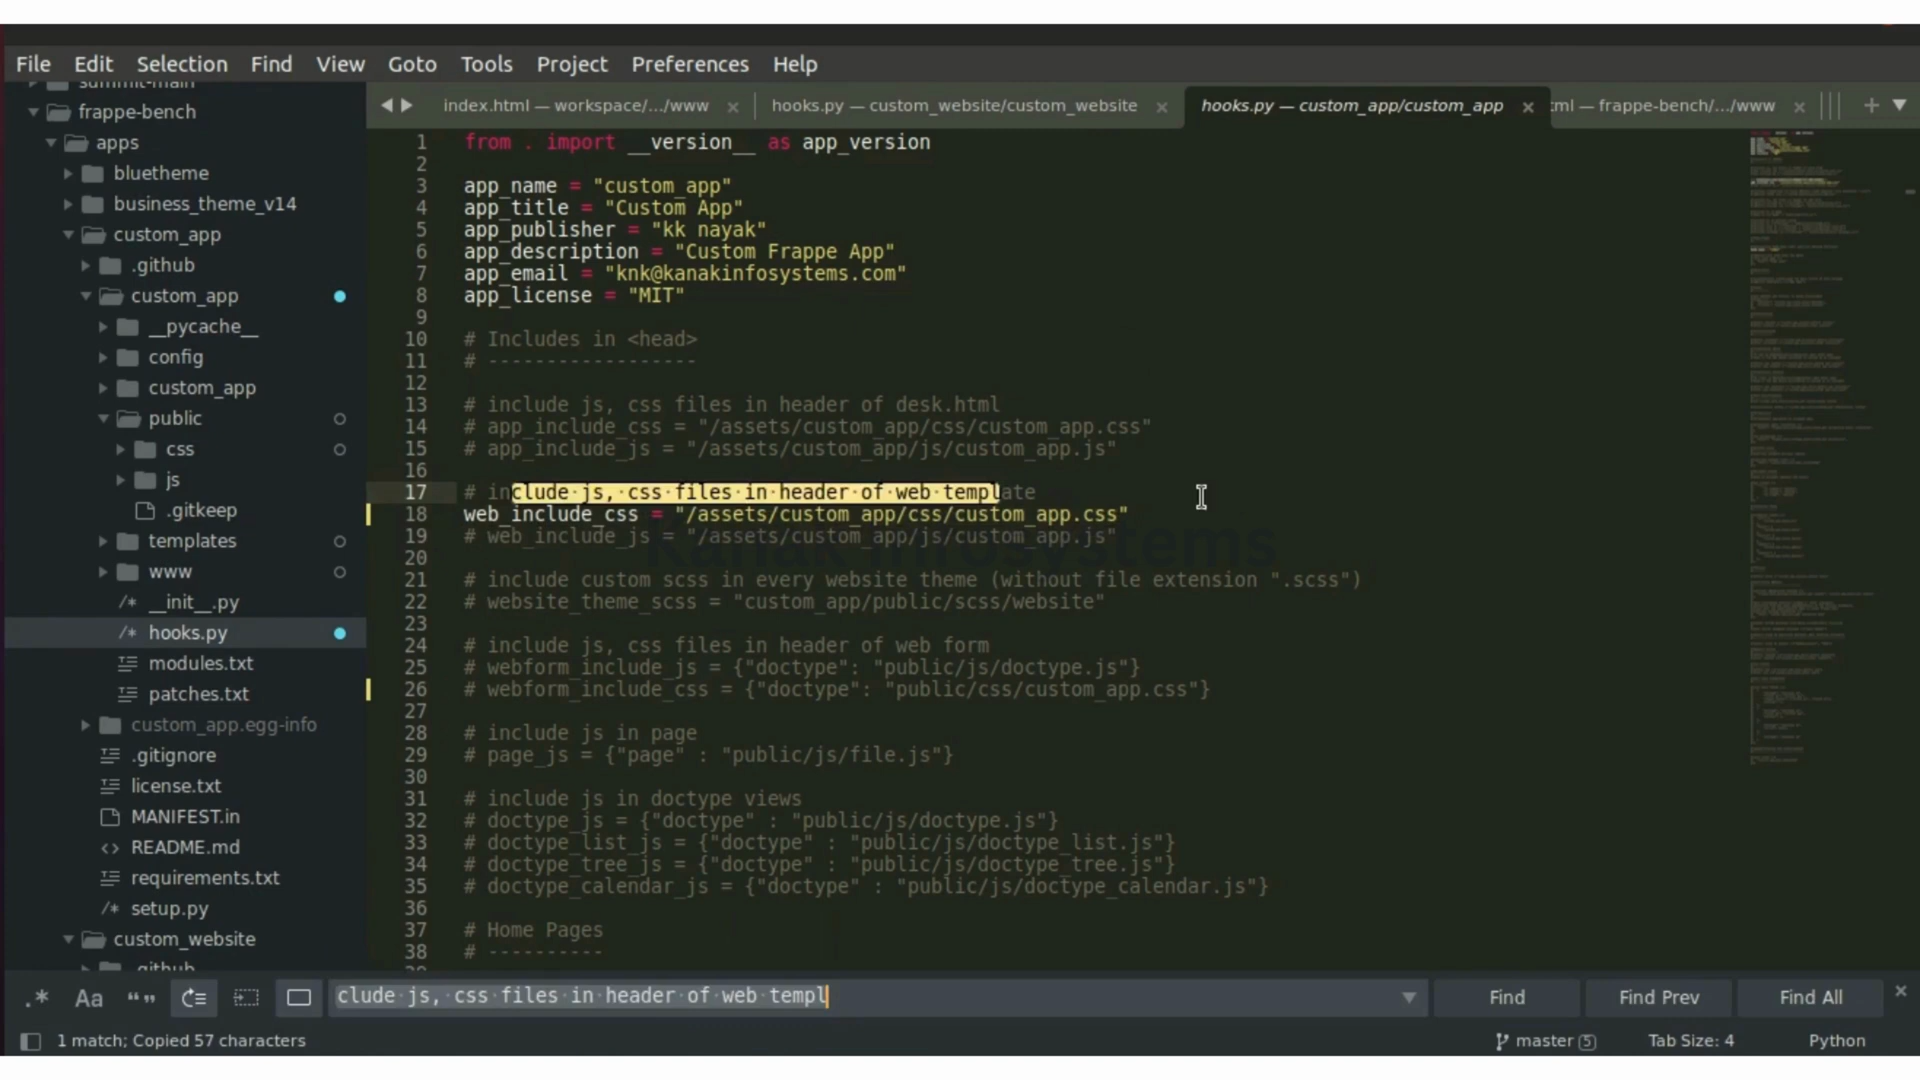 File Edit Selection Find View Goto Tools Project Preferences Help
summit-main
frappe-bench
apps
bluetheme
business_theme_v14
custom_app
.github
custom_app
__pycache__
config
custom_app
public
css
js
.gitkeep
templates
www
__init__.py
hooks.py
modules.txt
patches.txt
custom_app.egg-info
.gitignore
license.txt
MANIFEST.in
README.md
requirements.txt
setup.py
custom_website
.github
index.html — workspace/.../www
hooks.py — custom_website/custom_website
hooks.py — custom_app/custom_app
ml — frappe-bench/.../www
1 from . import __version__ as app_version
2
3 app_name = "custom_app"
4 app_title = "Custom App"
5 app_publisher = "kk nayak"
6 app_description = "Custom Frappe App"
7 app_email = "knk@kanakinfosystems.com"
8 app_license = "MIT"
9
10 # Includes in <head>
11 # ------------------
12
13 # include js, css files in header of desk.html
14 # app_include_css = "/assets/custom_app/css/custom_app.css"
15 # app_include_js = "/assets/custom_app/js/custom_app.js"
16
17 # include js, css files in header of web template
18 web_include_css = "/assets/custom_app/css/custom_app.css"
19 # web_include_js = "/assets/custom_app/js/custom_app.js"
Kanak Infosystems
20
21 # include custom scss in every website theme (without file extension ".scss")
22 # website_theme_scss = "custom_app/public/scss/website"
23
24 # include js, css files in header of web form
25 # webform_include_js = {"doctype": "public/js/doctype.js"}
26 # webform_include_css = {"doctype": "public/css/custom_app.css"}
27
28 # include js in page
29 # page_js = {"page" : "public/js/file.js"}
30
31 # include js in doctype views
32 # doctype_js = {"doctype" : "public/js/doctype.js"}
33 # doctype_list_js = {"doctype" : "public/js/doctype_list.js"}
34 # doctype_tree_js = {"doctype" : "public/js/doctype_tree.js"}
35 # doctype_calendar_js = {"doctype" : "public/js/doctype_calendar.js"}
36
37 # Home Pages
38 # ----------
.* Aa “” clude js, css files in header of web templ Find Find Prev Find All
1 match; Copied 57 characters master 5 Tab Size: 4 Python